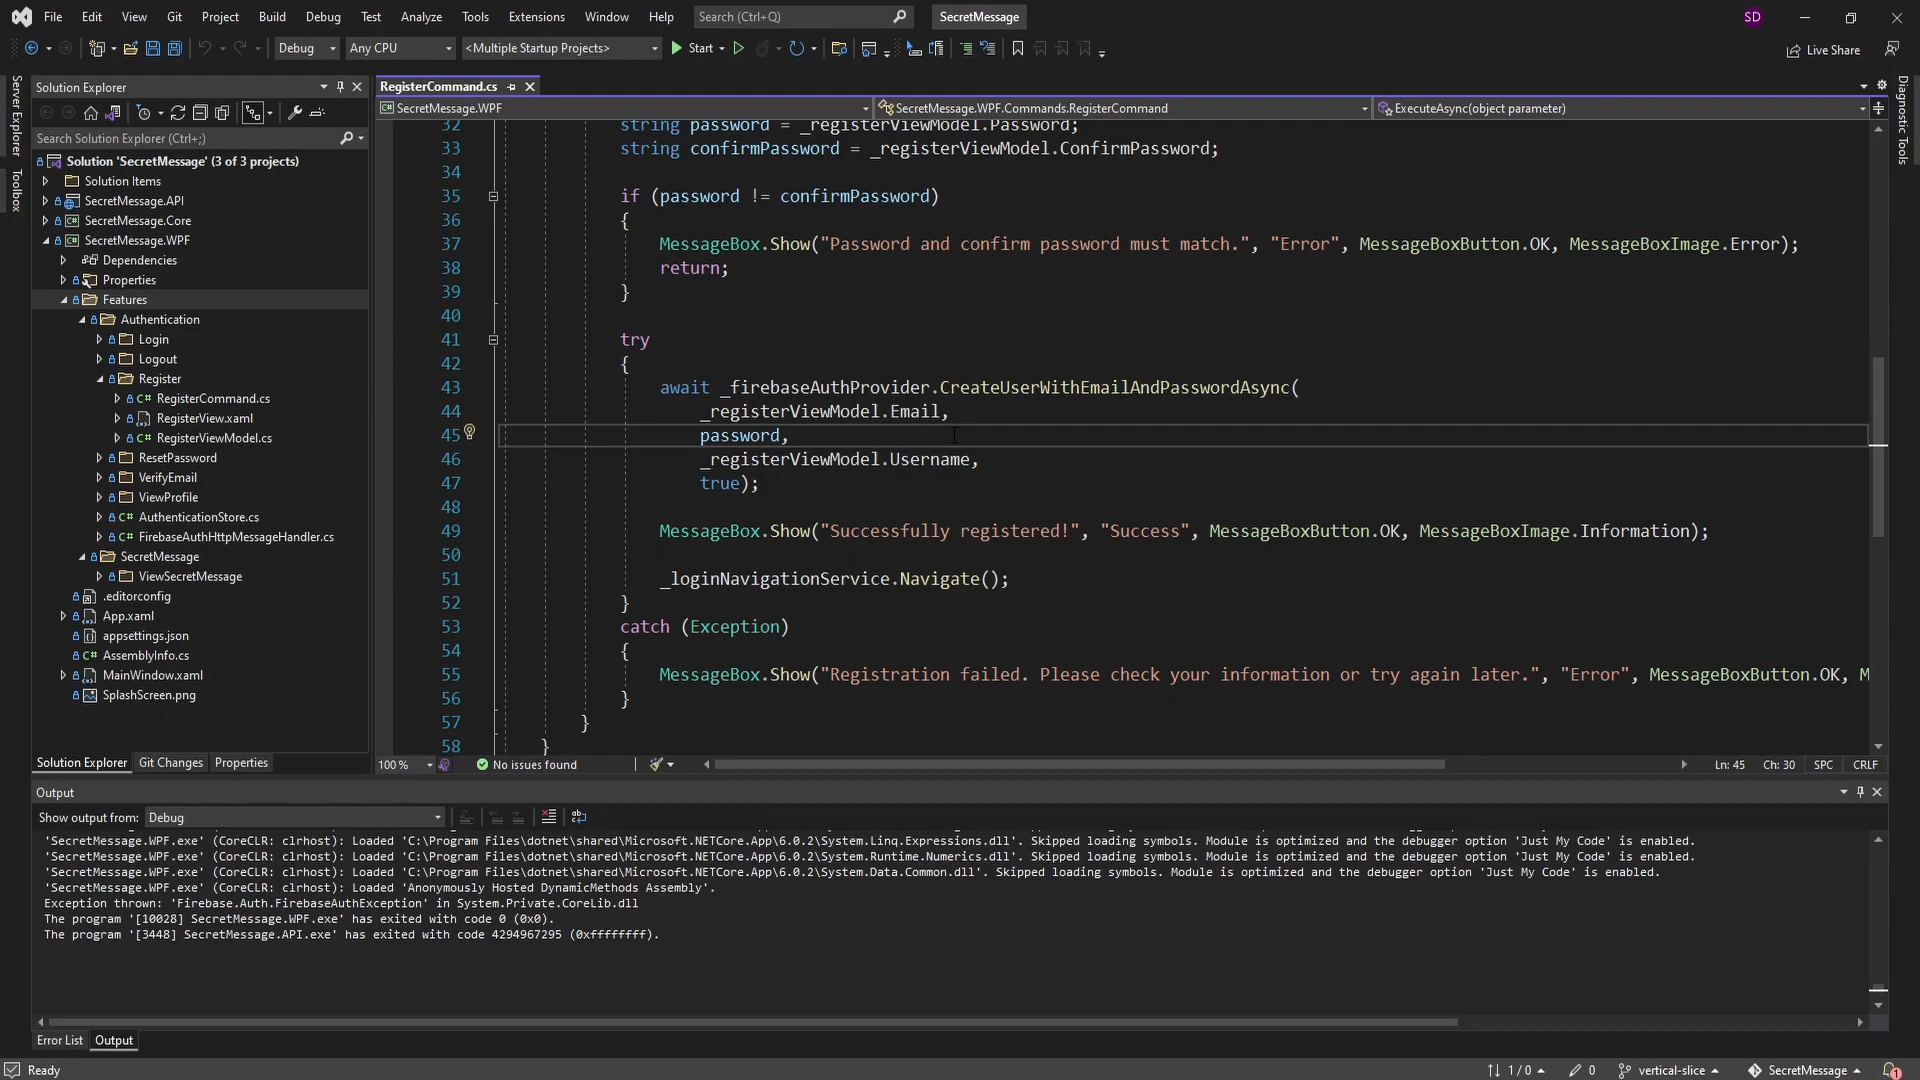 File Edit View Git Project Build Debug Test Analyze Tools Extensions Window Help Search (Ctrl+Q) SecretMessage SD
Debug Any CPU <Multiple Startup Projects> Start Live Share
Server Explorer
Toolbox
Solution Explorer
Search Solution Explorer (Ctrl+;)
Solution 'SecretMessage' (3 of 3 projects)
Solution Items
SecretMessage.API
SecretMessage.Core
SecretMessage.WPF
Dependencies
Properties
Features
Authentication
Login
Logout
Register
RegisterCommand.cs
RegisterView.xaml
RegisterViewModel.cs
ResetPassword
VerifyEmail
ViewProfile
AuthenticationStore.cs
FirebaseAuthHttpMessageHandler.cs
SecretMessage
ViewSecretMessage
.editorconfig
App.xaml
appsettings.json
AssemblyInfo.cs
MainWindow.xaml
SplashScreen.png
Solution Explorer Git Changes Properties
RegisterCommand.cs
SecretMessage.WPF SecretMessage.WPF.Commands.RegisterCommand ExecuteAsync(object parameter)
32 string password = _registerViewModel.Password;
33 string confirmPassword = _registerViewModel.ConfirmPassword;
34
35 if (password != confirmPassword)
36 {
37 MessageBox.Show("Password and confirm password must match.", "Error", MessageBoxButton.OK, MessageBoxImage.Error);
38 return;
39 }
40
41 try
42 {
43 await _firebaseAuthProvider.CreateUserWithEmailAndPasswordAsync(
44 _registerViewModel.Email,
45 password,
46 _registerViewModel.Username,
47 true);
48
49 MessageBox.Show("Successfully registered!", "Success", MessageBoxButton.OK, MessageBoxImage.Information);
50
51 _loginNavigationService.Navigate();
52 }
53 catch (Exception)
54 {
55 MessageBox.Show("Registration failed. Please check your information or try again later.", "Error", MessageBoxButton.OK, M
56 }
57 }
58 }
100 % No issues found Ln: 45 Ch: 30 SPC CRLF
Diagnostic Tools
Output
Show output from: Debug
'SecretMessage.WPF.exe' (CoreCLR: clrhost): Loaded 'C:\Program Files\dotnet\shared\Microsoft.NETCore.App\6.0.2\System.Linq.Expressions.dll'. Skipped loading symbols. Module is optimized and the debugger option 'Just My Code' is enabled.
'SecretMessage.WPF.exe' (CoreCLR: clrhost): Loaded 'C:\Program Files\dotnet\shared\Microsoft.NETCore.App\6.0.2\System.Runtime.Numerics.dll'. Skipped loading symbols. Module is optimized and the debugger option 'Just My Code' is enabled.
'SecretMessage.WPF.exe' (CoreCLR: clrhost): Loaded 'C:\Program Files\dotnet\shared\Microsoft.NETCore.App\6.0.2\System.Data.Common.dll'. Skipped loading symbols. Module is optimized and the debugger option 'Just My Code' is enabled.
'SecretMessage.WPF.exe' (CoreCLR: clrhost): Loaded 'Anonymously Hosted DynamicMethods Assembly'.
Exception thrown: 'Firebase.Auth.FirebaseAuthException' in System.Private.CoreLib.dll
The program '[10028] SecretMessage.WPF.exe' has exited with code 0 (0x0).
The program '[3448] SecretMessage.API.exe' has exited with code 4294967295 (0xffffffff).
Error List Output
Ready 1 / 0 0 vertical-slice SecretMessage 1